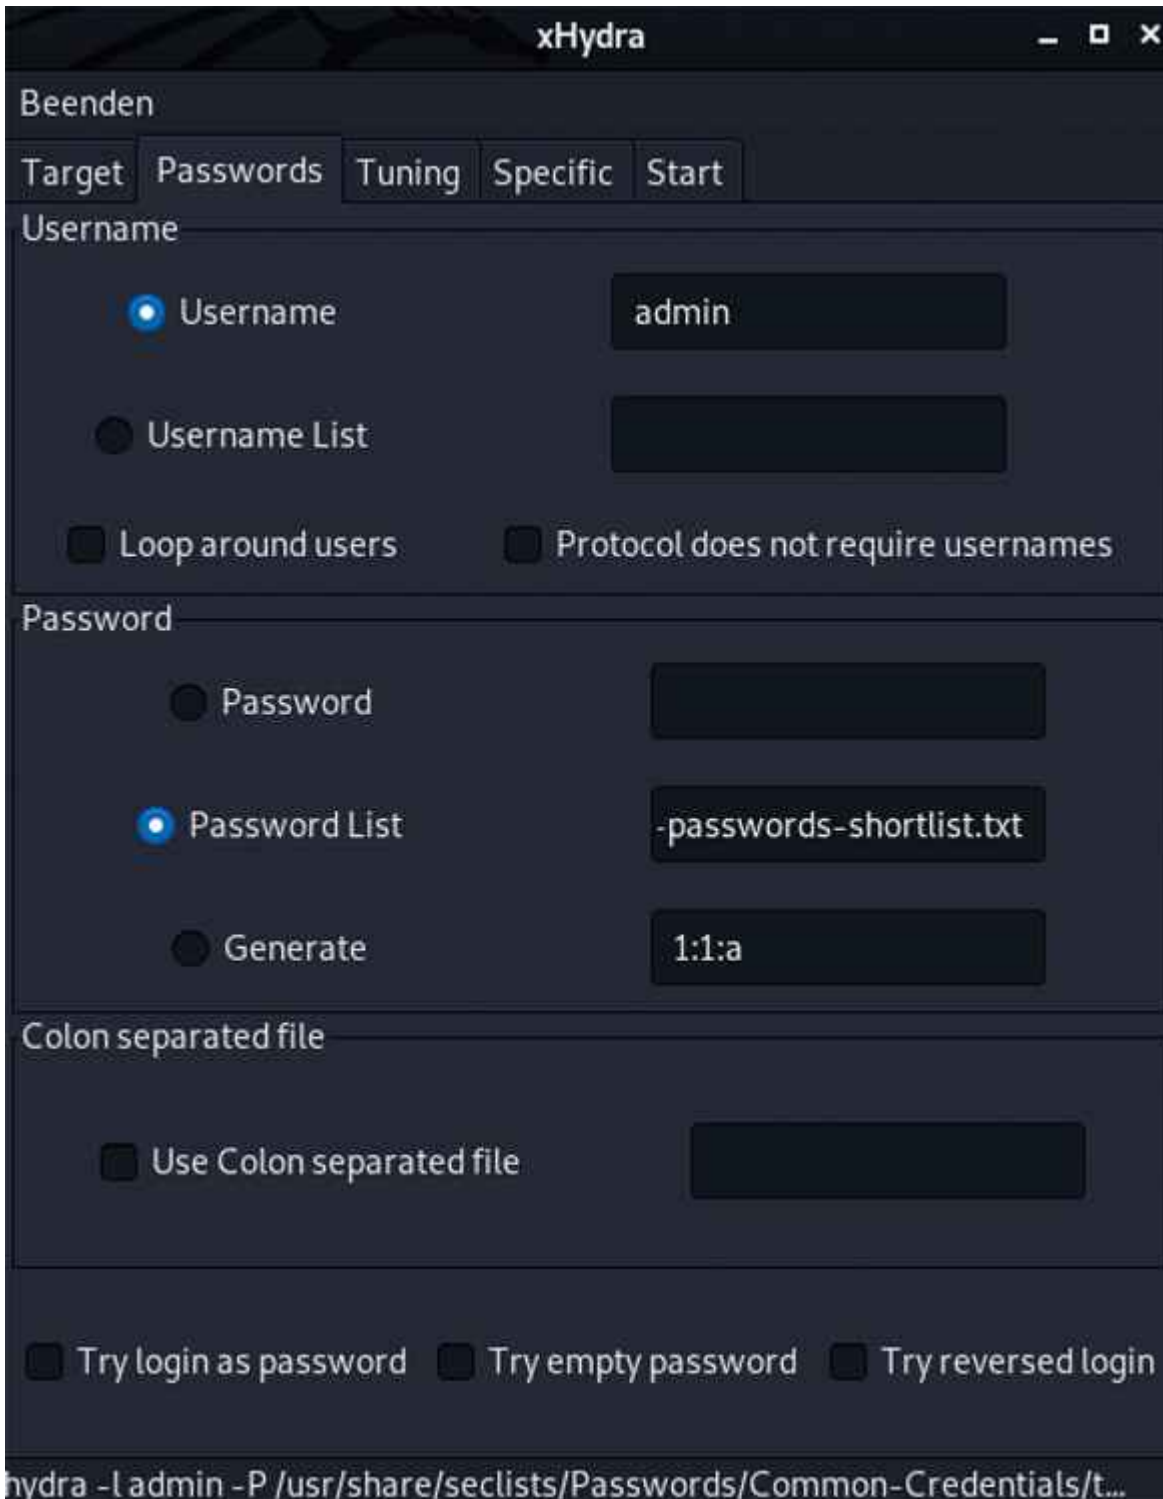 xHydra
Beenden
Target Passwords Tuning Specific Start
Username
Username admin
Username List
Loop around users Protocol does not require usernames
Password
Password
Password List -passwords-shortlist.txt
Generate 1:1:a
Colon separated file
Use Colon separated file
Try login as password Try empty password Try reversed login
hydra -l admin -P /usr/share/seclists/Passwords/Common-Credentials/t...